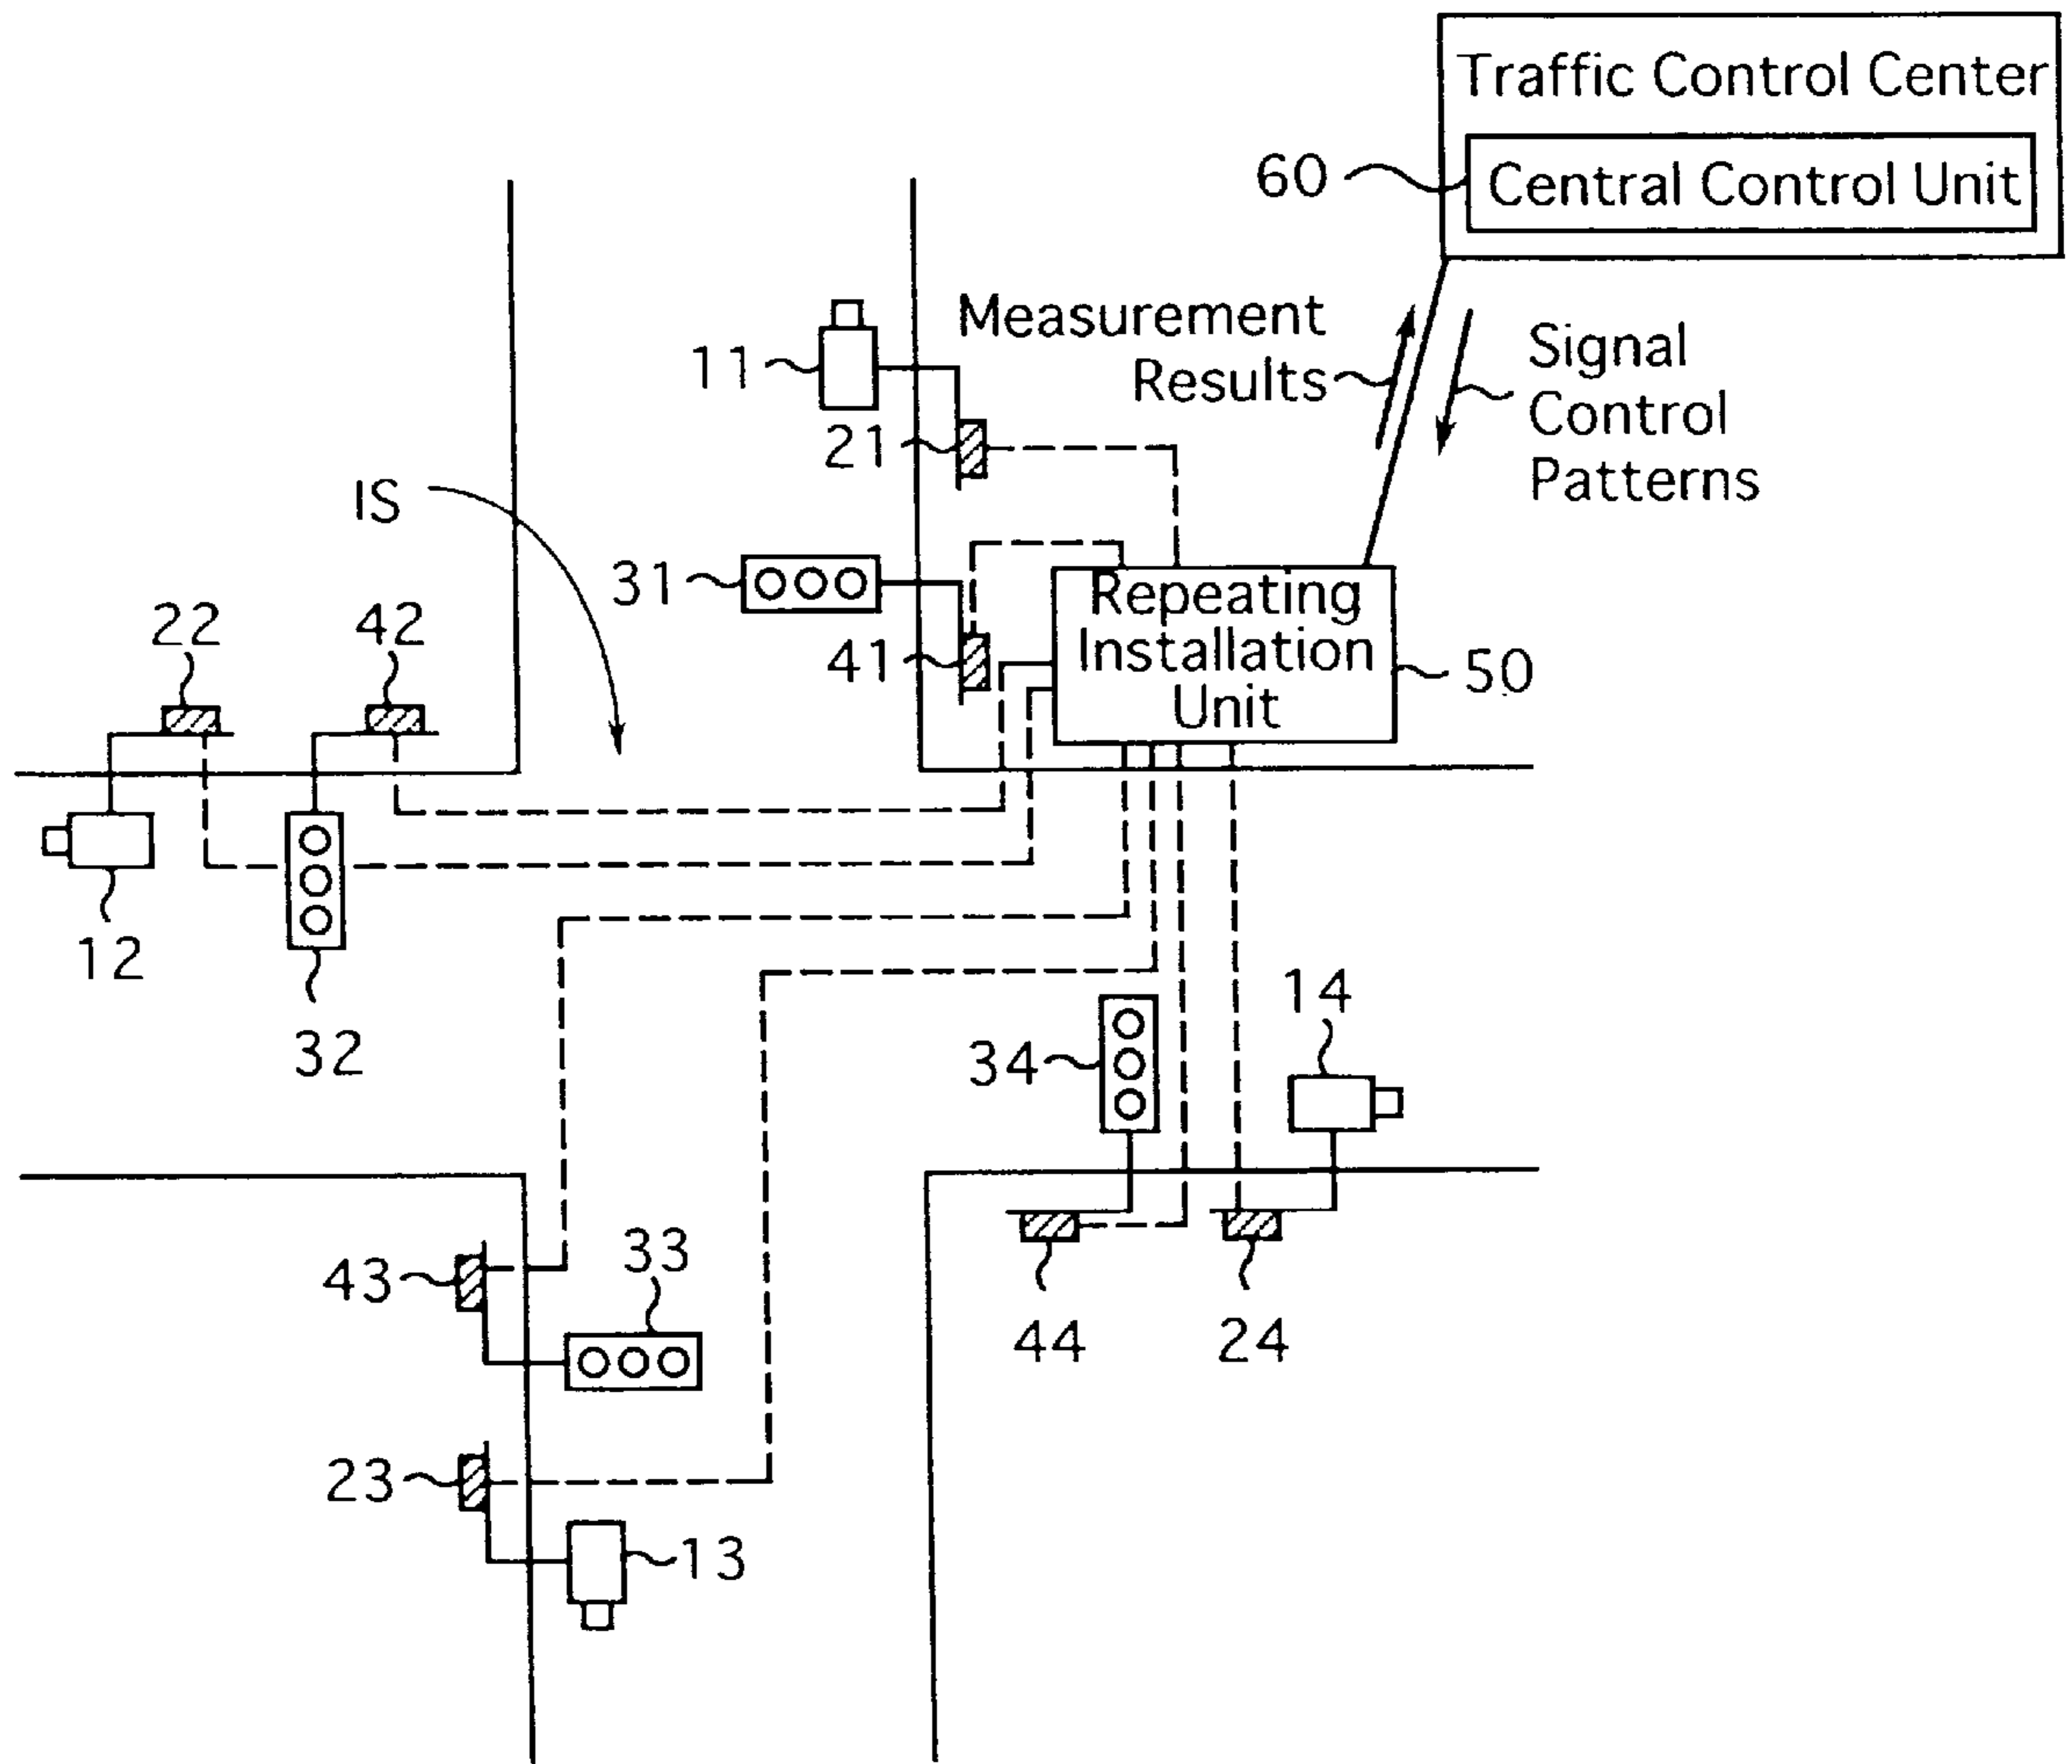 Traffic Control Center
60
Central Control Unit
Measurement
Results
Signal
Control
Patterns
11
21
IS
31
41
Repeating
Installation
Unit
50
22
42
12
32
34
14
43
33
44
24
23
13